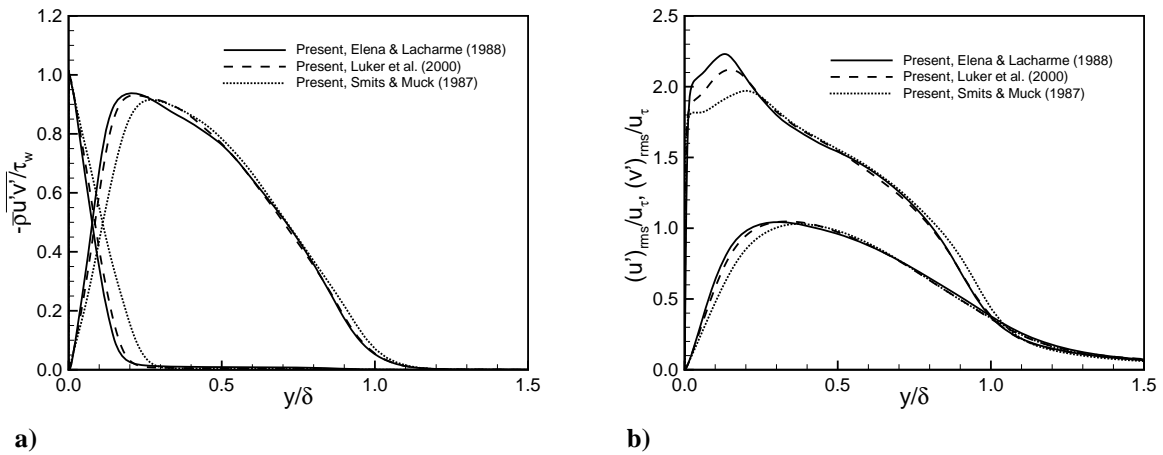 1.2
1.0
0.8
0.6
0.4
0.2
0.0
0.0 0.5 1.0 1.5
y/δ
-ρ̅u'v'/τw
Present, Elena & Lacharme (1988)
Present, Luker et al. (2000)
Present, Smits & Muck (1987)
a)
2.5
2.0
1.5
1.0
0.5
0.0
0.0 0.5 1.0 1.5
y/δ
(u')rms/uτ, (v')rms/uτ
Present, Elena & Lacharme (1988)
Present, Luker et al. (2000)
Present, Smits & Muck (1987)
b)